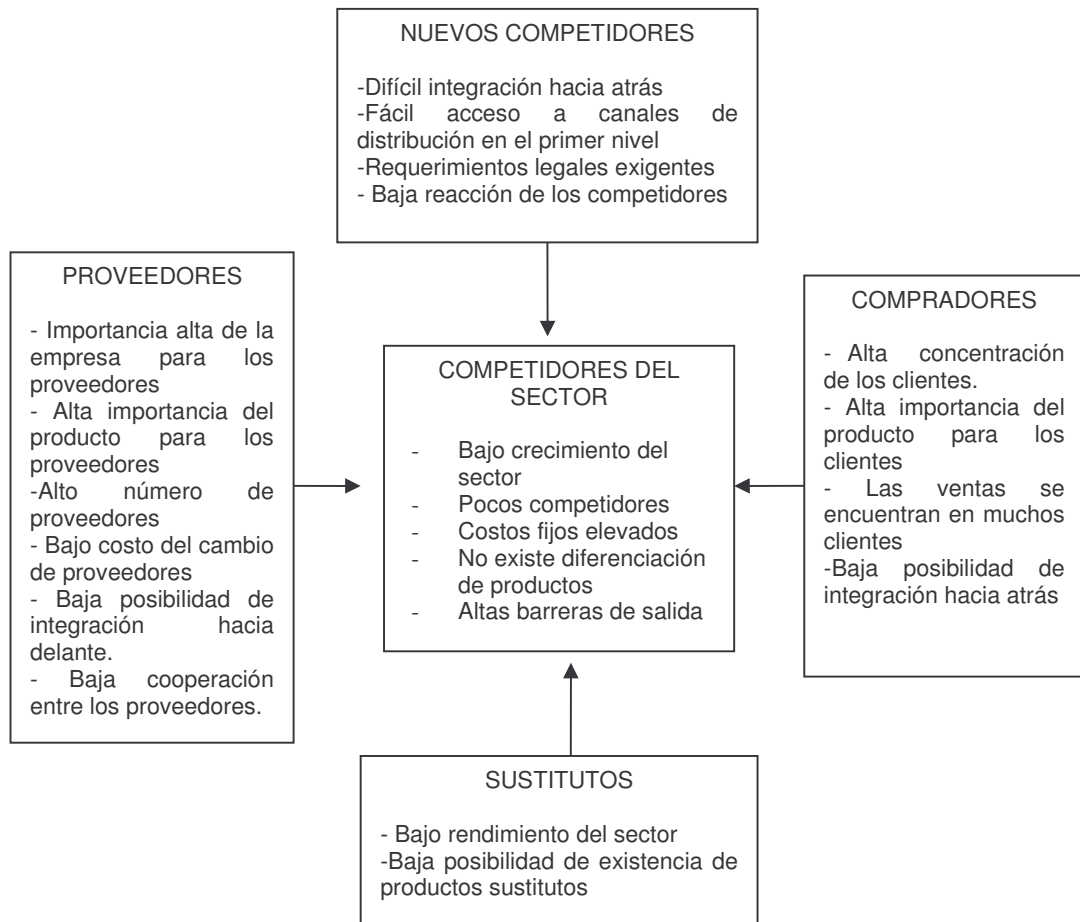 NUEVOS COMPETIDORES
-Difícil integración hacia atrás
-Fácil acceso a canales de
distribución en el primer nivel
-Requerimientos legales exigentes
- Baja reacción de los competidores
PROVEEDORES
- Importancia alta de la
empresa para los
proveedores
- Alta importancia del
producto para los
proveedores
-Alto número de
proveedores
- Bajo costo del cambio
de proveedores
- Baja posibilidad de
integración hacia
delante.
- Baja cooperación
entre los proveedores.
COMPETIDORES DEL
SECTOR
- Bajo crecimiento del
sector
- Pocos competidores
- Costos fijos elevados
- No existe diferenciación
de productos
- Altas barreras de salida
COMPRADORES
- Alta concentración
de los clientes.
- Alta importancia del
producto para los
clientes
- Las ventas se
encuentran en muchos
clientes
-Baja posibilidad de
integración hacia atrás
SUSTITUTOS
- Bajo rendimiento del sector
-Baja posibilidad de existencia de
productos sustitutos